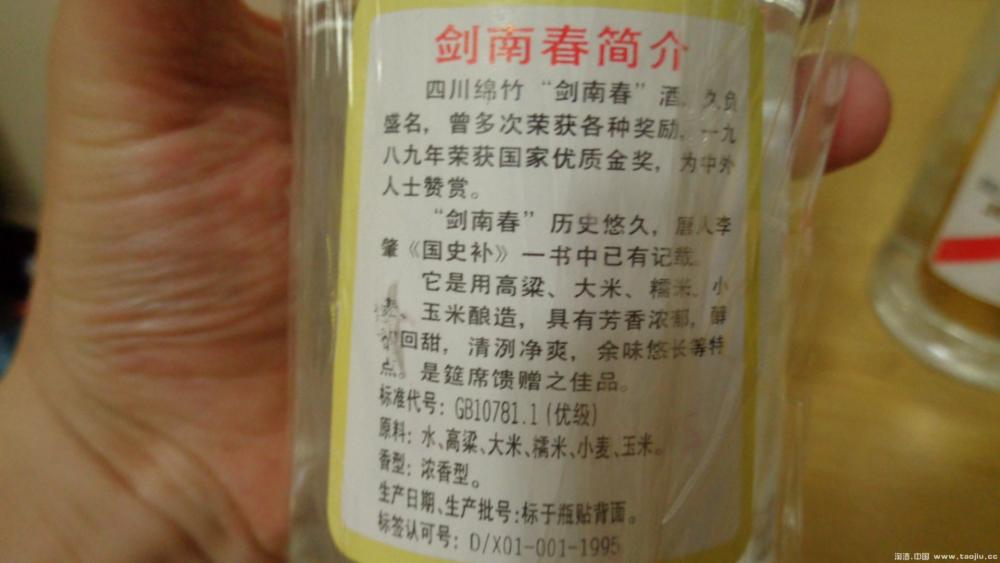 剑南春简介
四川绵竹“剑南春”酒，久负
盛名，曾多次荣获各种奖励，一九
八九年荣获国家优质金奖，为中外
人士赞赏。
“剑南春”历史悠久，唐人李
肇《国史补》一书中已有记载。
它是用高粱、大米、糯米、小
麦、玉米酿造，具有芳香浓郁，醇
和回甜，清洌净爽，余味悠长等特
点。是筵席馈赠之佳品。
标准代号：GB10781.1(优级)
原料：水、高粱、大米、糯米、小麦、玉米。
香型：浓香型。
生产日期、生产批号：标于瓶贴背面。
标签认可号：D/X01-001-1995
淘酒.中国 www.taojiu.cc